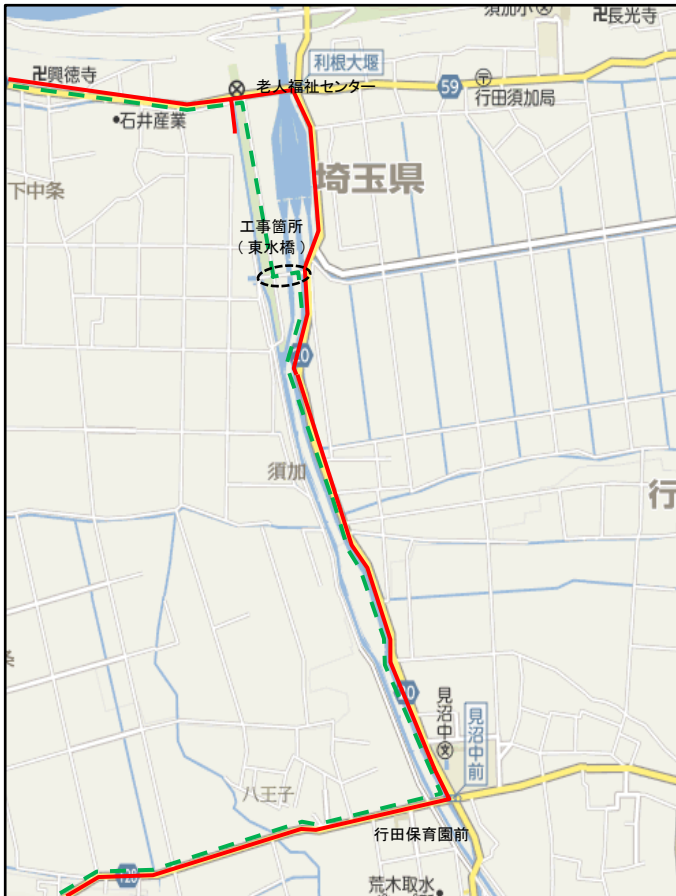 須加小
卍長光寺
利根大堰
卍興徳寺
老人福祉センター
59
〒
行田須加局
•石井産業
埼玉県
下中条
工事箇所
（東水橋）
20
須加
行
条
20
見沼中
見沼中前
八王子
行田保育園前
128
荒木取水